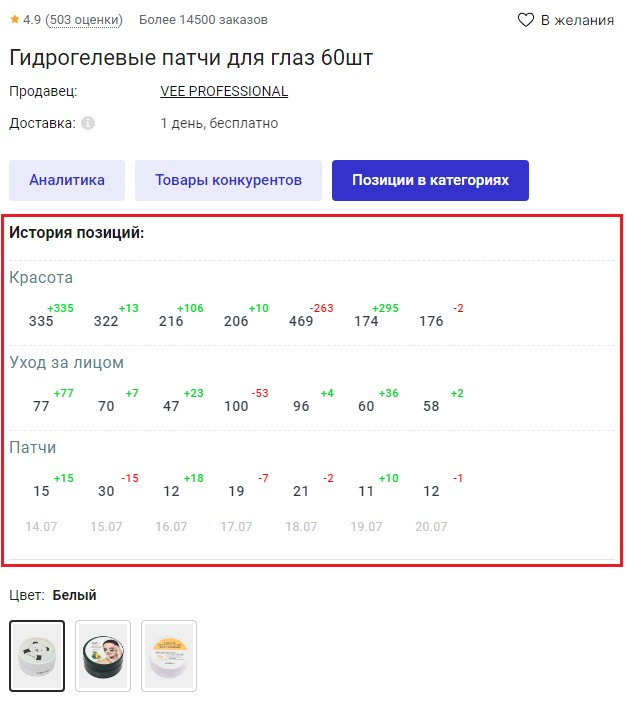 4.9 (503 оценки) Более 14500 заказов В желания
Гидрогелевые патчи для глаз 60шт
Продавец: VEE PROFESSIONAL
Доставка: i 1 день, бесплатно
Аналитика Товары конкурентов Позиции в категориях
История позиций:
Красота
+335 +13 +106 +10 -263 +295 -2
335 322 216 206 469 174 176
Уход за лицом
+77 +7 +23 -53 +4 +36 +2
77 70 47 100 96 60 58
Патчи
+15 -15 +18 -7 -2 +10 -1
15 30 12 19 21 11 12
14.07 15.07 16.07 17.07 18.07 19.07 20.07
Цвет: Белый